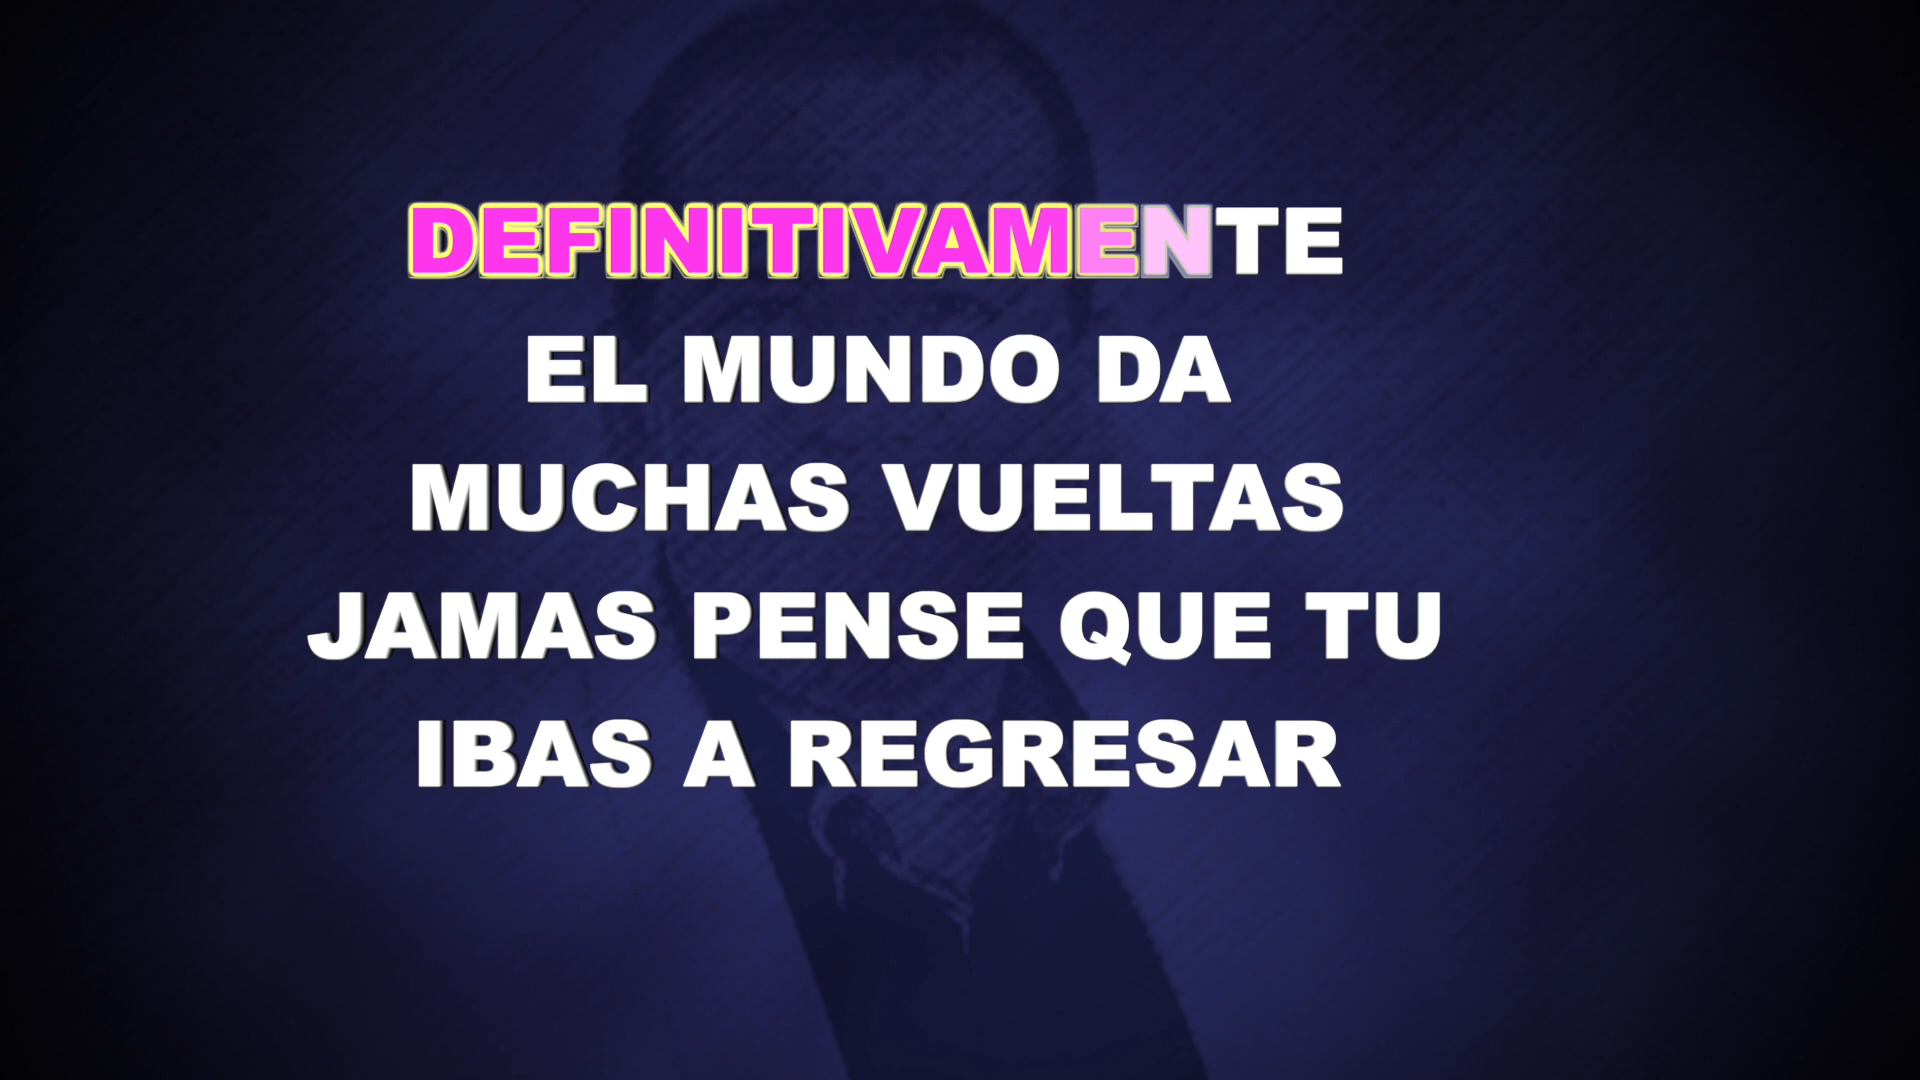 DEFINITIVAMENTE
EL MUNDO DA
MUCHAS VUELTAS
JAMAS PENSE QUE TU
IBAS A REGRESAR